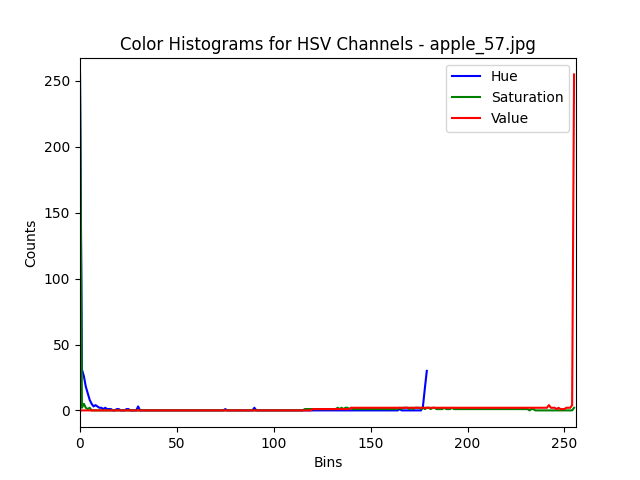 Color Histograms for HSV Channels - apple_57.jpg
Hue
Saturation
Value
Counts
250
200
150
100
50
0
0 50 100 150 200 250
Bins